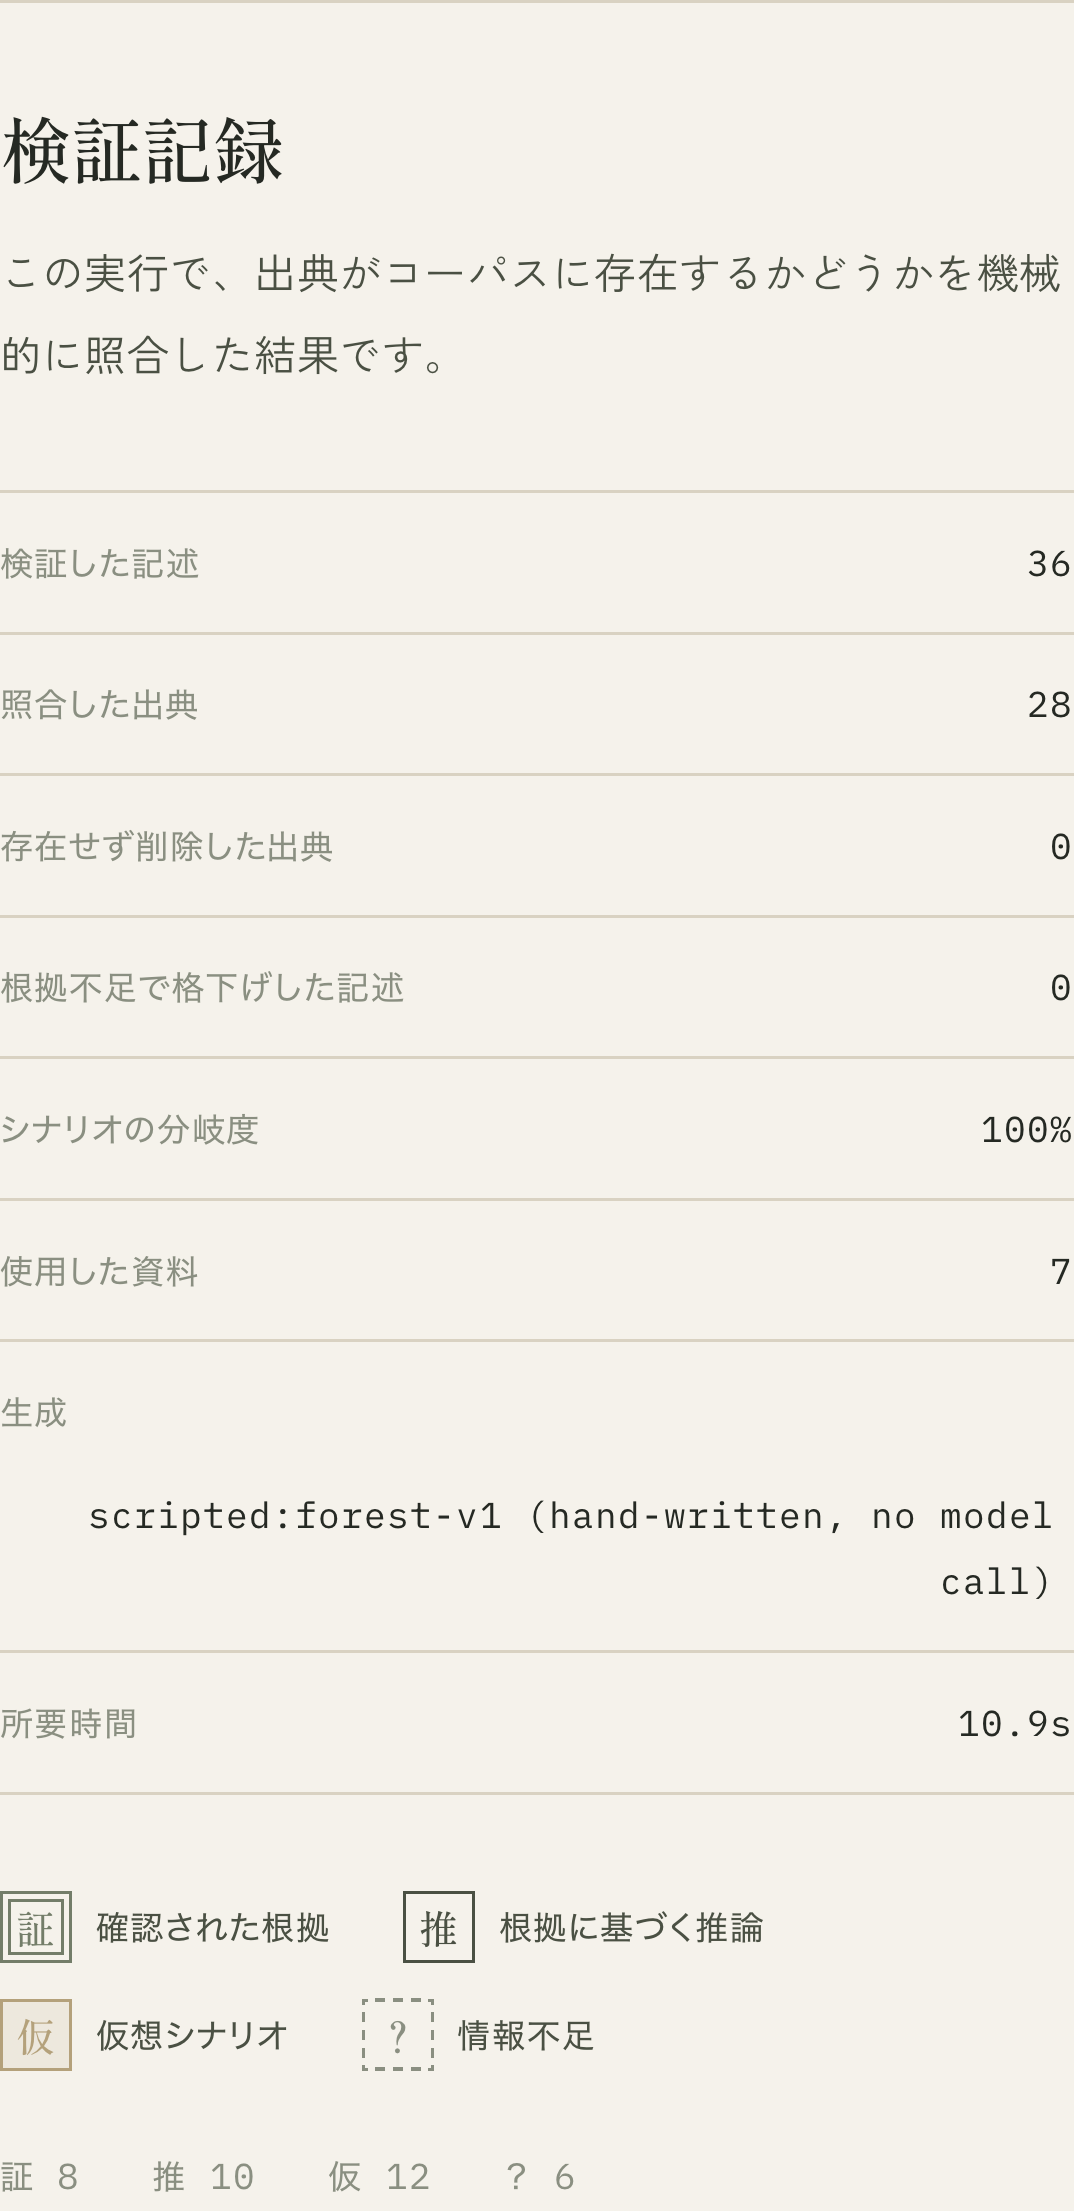 検証記録
この実行で、出典がコーパスに存在するかどうかを機械
的に照合した結果です。
検証した記述 36
照合した出典 28
存在せず削除した出典 0
根拠不足で格下げした記述 0
シナリオの分岐度 100%
使用した資料 7
生成
scripted:forest-v1 (hand-written, no model
call)
所要時間 10.9s
証 確認された根拠 推 根拠に基づく推論
仮 仮想シナリオ ? 情報不足
証 8 推 10 仮 12 ? 6